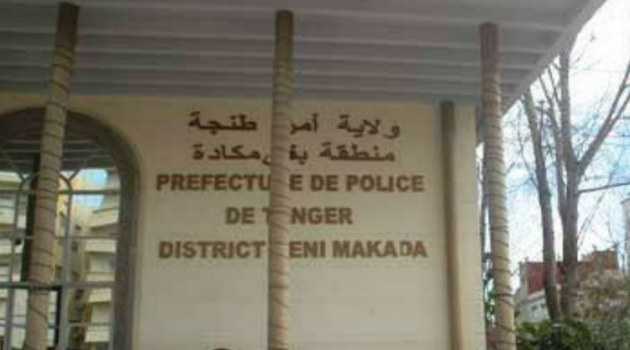 ولاية أمن طنجة
منطقة بني مكادة
PREFECTURE DE POLICE
DE TANGER
DISTRICT BENI MAKADA